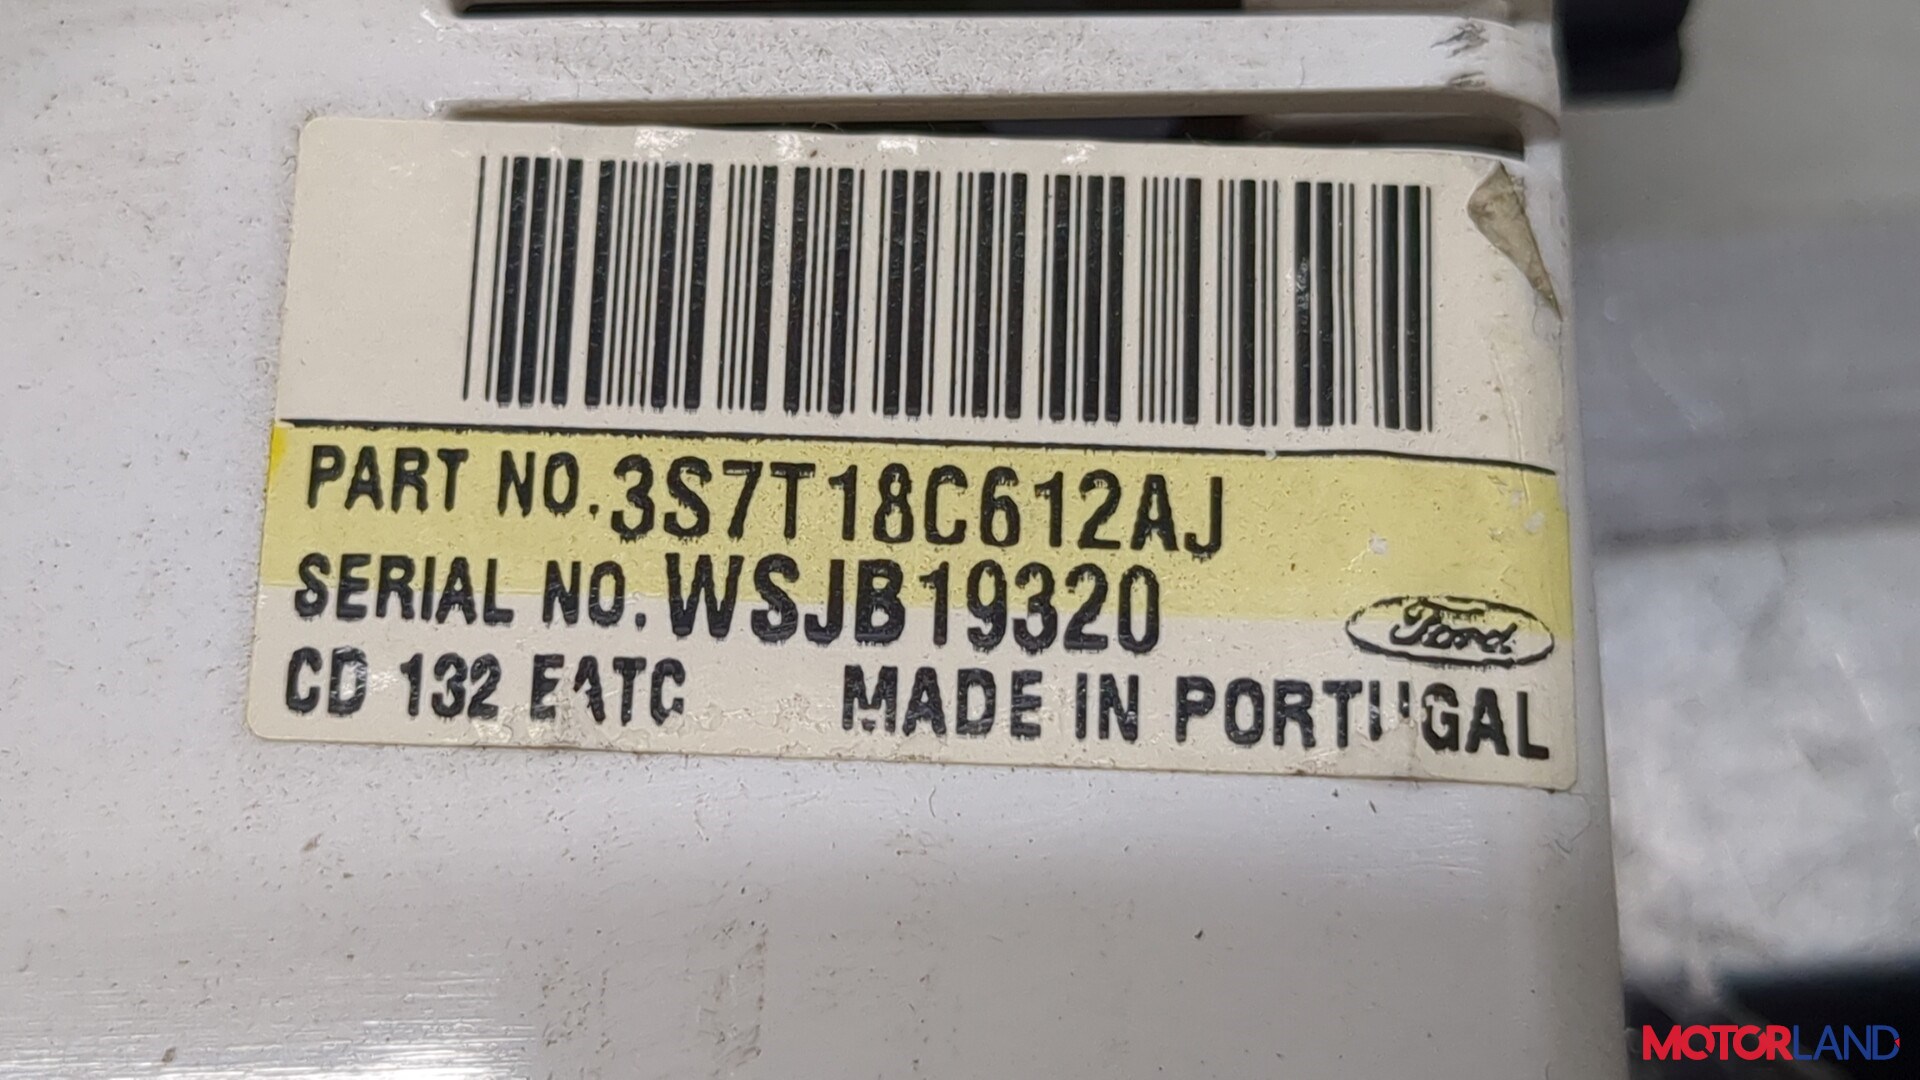 PART NO.3S7T18C612AJ
SERIAL NO.WSJB19320
Ford
CD 132 EATC MADE IN PORTUGAL
MOTORLAND